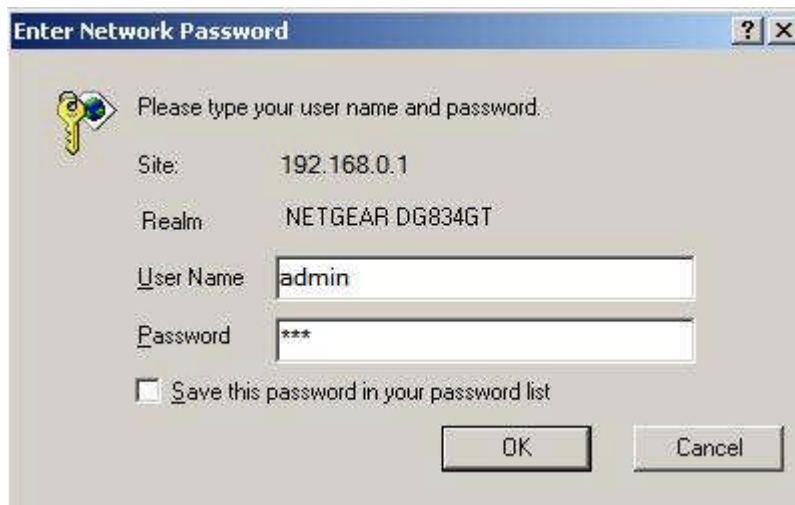 Enter Network Password
Please type your user name and password.
Site: 192.168.0.1
Realm NETGEAR DG834GT
User Name admin
Password ***
Save this password in your password list
OK Cancel